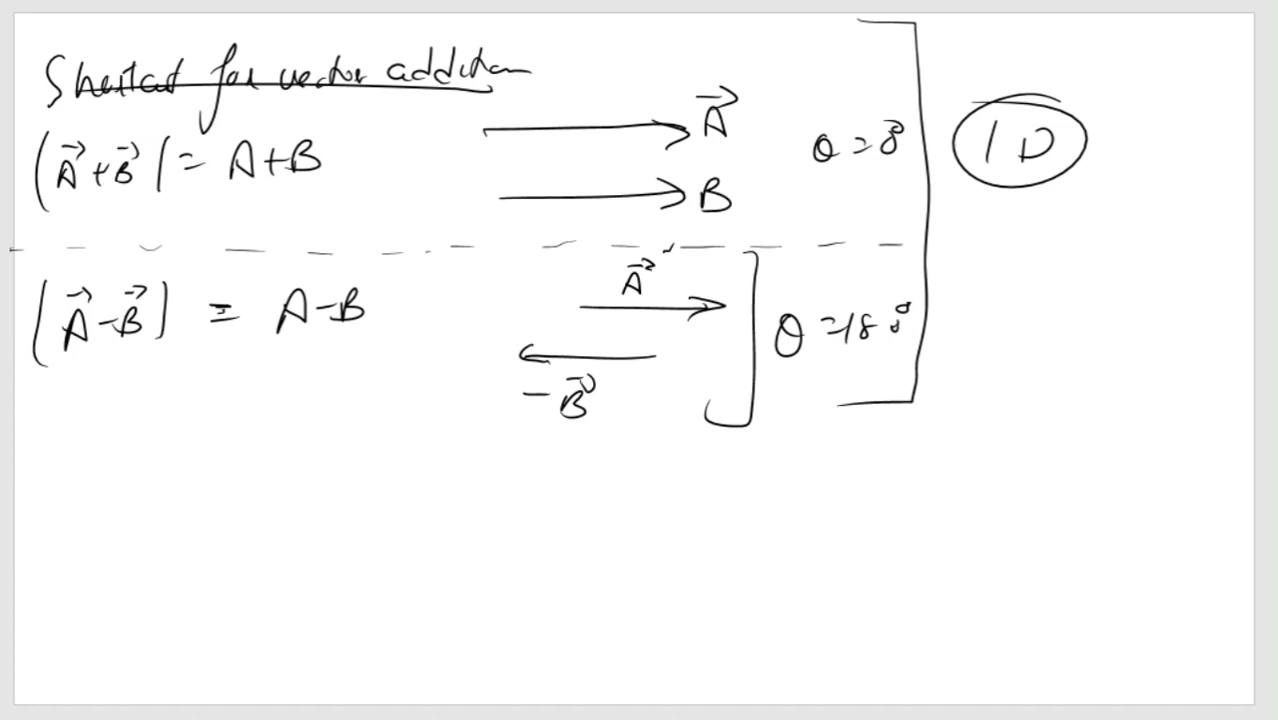 Shortcut for vector addition
|A⃗+B⃗| = A+B
A⃗
B
θ = 0°
1D
|A⃗-B⃗| = A-B
A⃗
-B⃗
θ = 180°